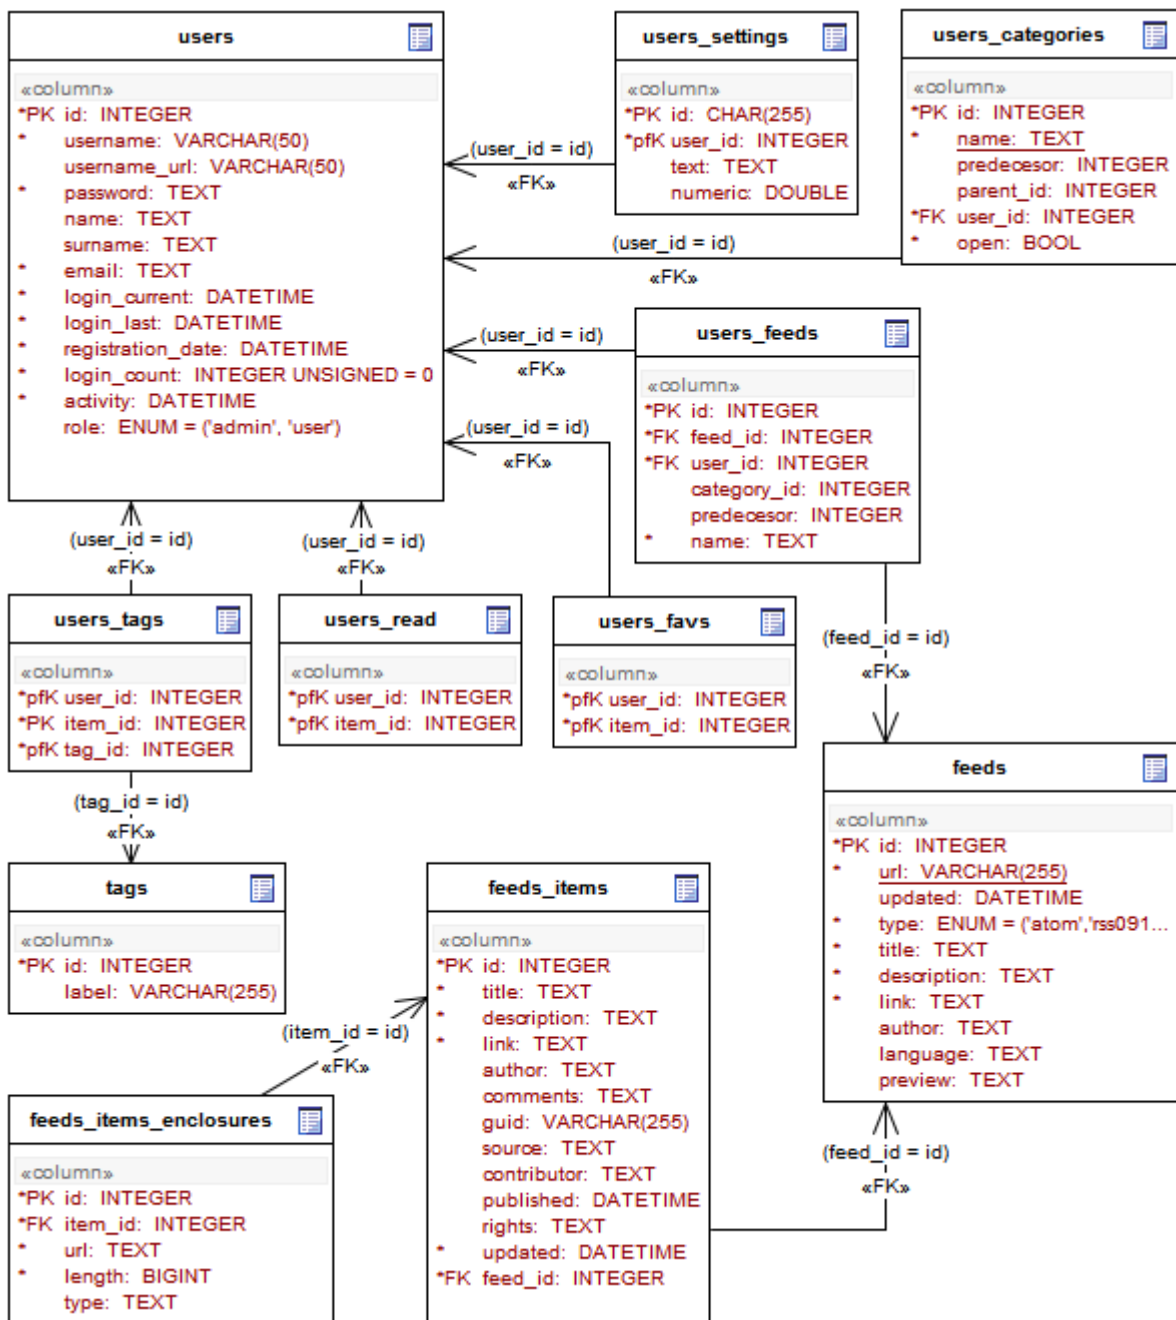 users
«column»
*PK id: INTEGER
* username: VARCHAR(50)
username_url: VARCHAR(50)
* password: TEXT
name: TEXT
surname: TEXT
* email: TEXT
* login_current: DATETIME
* login_last: DATETIME
* registration_date: DATETIME
* login_count: INTEGER UNSIGNED = 0
* activity: DATETIME
role: ENUM = ('admin', 'user')
users_settings
«column»
*PK id: CHAR(255)
*pfK user_id: INTEGER
text: TEXT
numeric: DOUBLE
users_categories
«column»
*PK id: INTEGER
* name: TEXT
predecesor: INTEGER
parent_id: INTEGER
*FK user_id: INTEGER
* open: BOOL
(user_id = id)
«FK»
(user_id = id)
«FK»
(user_id = id)
«FK»
(user_id = id)
«FK»
users_feeds
«column»
*PK id: INTEGER
*FK feed_id: INTEGER
*FK user_id: INTEGER
category_id: INTEGER
predecesor: INTEGER
* name: TEXT
(user_id = id)
«FK»
(user_id = id)
«FK»
users_tags
«column»
*pfK user_id: INTEGER
*PK item_id: INTEGER
*pfK tag_id: INTEGER
users_read
«column»
*pfK user_id: INTEGER
*pfK item_id: INTEGER
users_favs
«column»
*pfK user_id: INTEGER
*pfK item_id: INTEGER
(feed_id = id)
«FK»
(tag_id = id)
«FK»
tags
«column»
*PK id: INTEGER
label: VARCHAR(255)
feeds
«column»
*PK id: INTEGER
* url: VARCHAR(255)
updated: DATETIME
* type: ENUM = ('atom','rss091...
* title: TEXT
* description: TEXT
* link: TEXT
author: TEXT
language: TEXT
preview: TEXT
feeds_items
«column»
*PK id: INTEGER
* title: TEXT
* description: TEXT
* link: TEXT
author: TEXT
comments: TEXT
guid: VARCHAR(255)
source: TEXT
contributor: TEXT
published: DATETIME
rights: TEXT
* updated: DATETIME
*FK feed_id: INTEGER
(item_id = id)
«FK»
feeds_items_enclosures
«column»
*PK id: INTEGER
*FK item_id: INTEGER
* url: TEXT
* length: BIGINT
type: TEXT
(feed_id = id)
«FK»